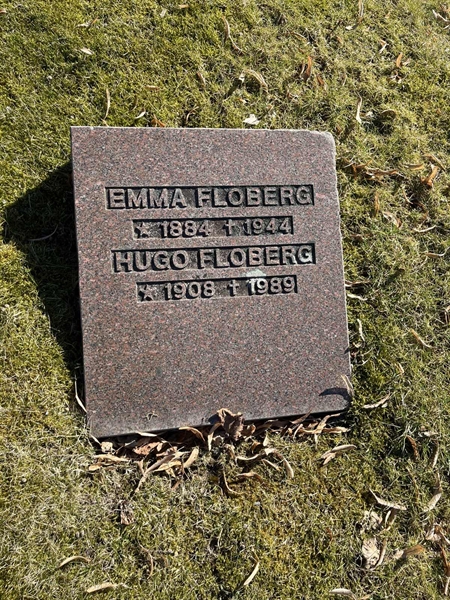 EMMA FLOBERG
★ 1884 † 1944
HUGO FLOBERG
★ 1908 † 1989